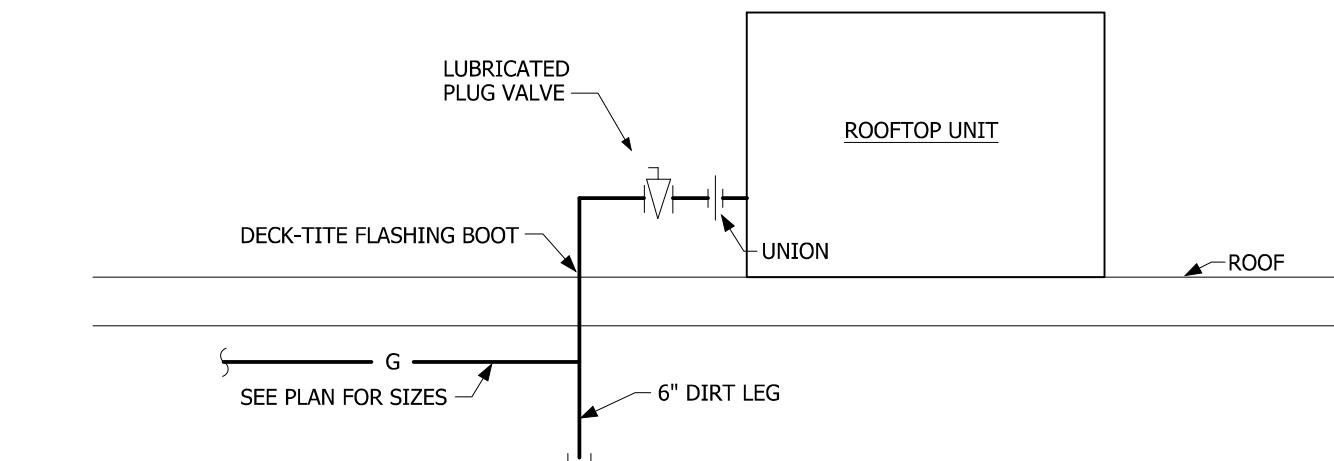 LUBRICATED
PLUG VALVE
ROOFTOP UNIT
DECK-TITE FLASHING BOOT
UNION
ROOF
G
SEE PLAN FOR SIZES
6" DIRT LEG